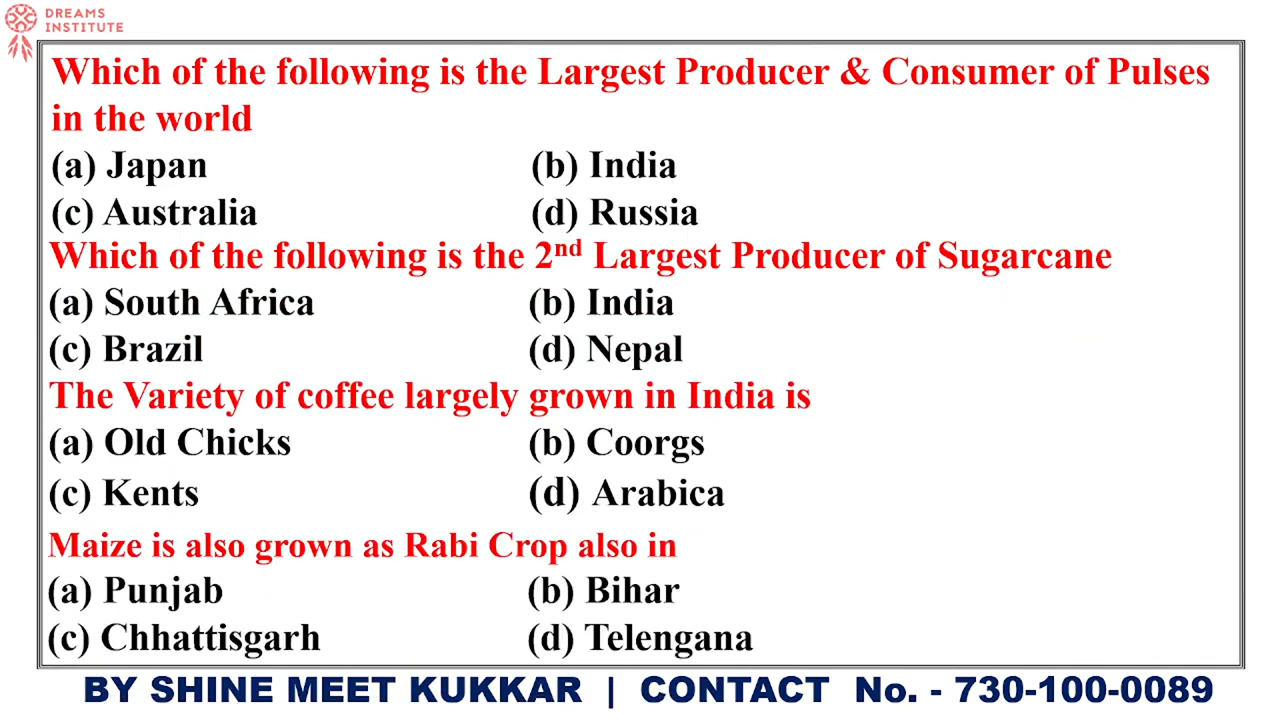 DREAMS
INSTITUTE
Which of the following is the Largest Producer & Consumer of Pulses
in the world
(a) Japan (b) India
(c) Australia (d) Russia
Which of the following is the 2nd Largest Producer of Sugarcane
(a) South Africa (b) India
(c) Brazil (d) Nepal
The Variety of coffee largely grown in India is
(a) Old Chicks (b) Coorgs
(c) Kents (d) Arabica
Maize is also grown as Rabi Crop also in
(a) Punjab (b) Bihar
(c) Chhattisgarh (d) Telengana
BY SHINE MEET KUKKAR | CONTACT No. - 730-100-0089